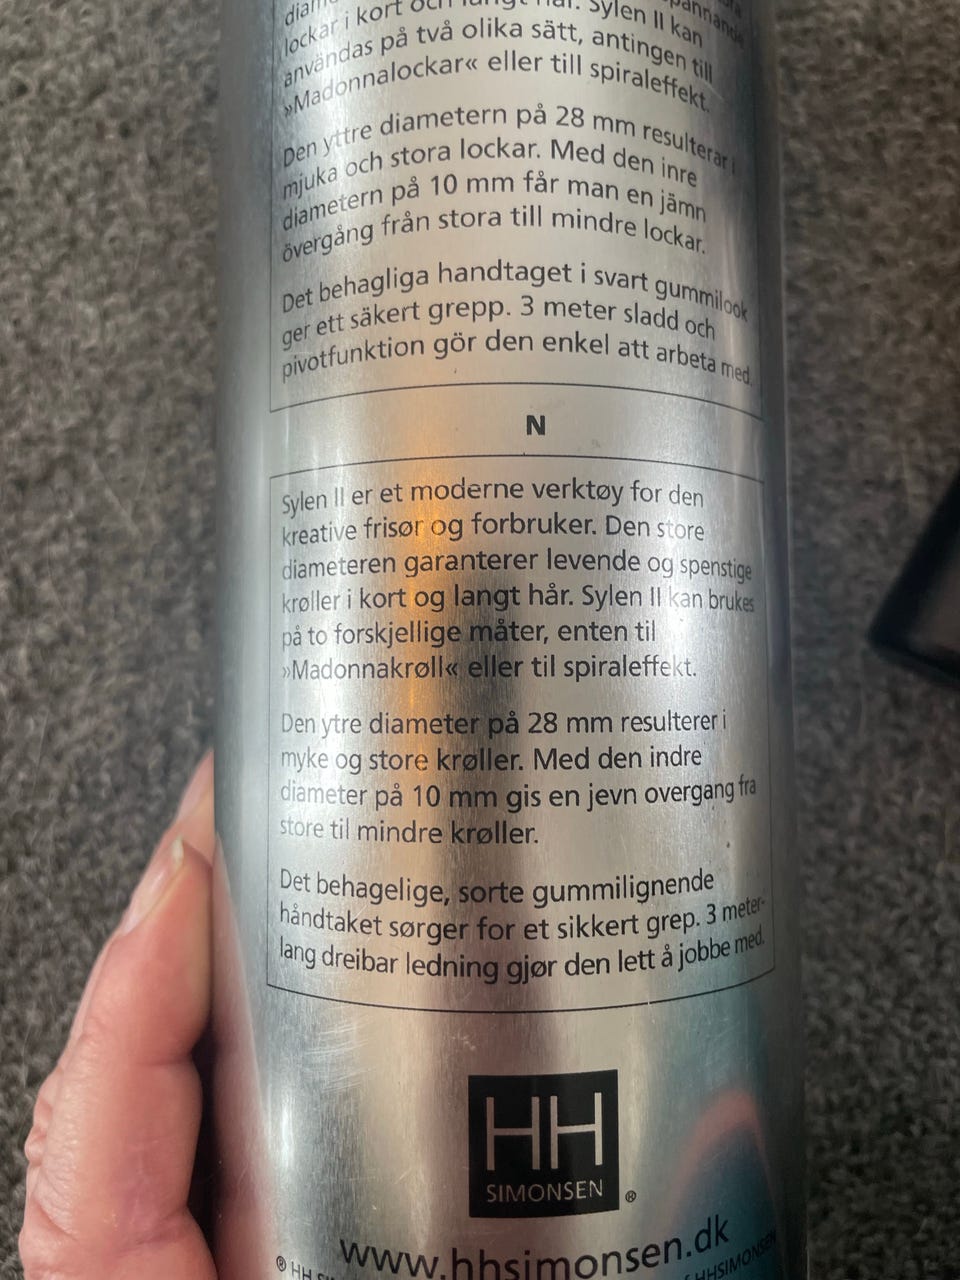 lockar i kort och långt hår. Sylen II kan
användas på två olika sätt, antingen till
»Madonnalockar« eller till spiraleffekt.
Den yttre diametern på 28 mm resulterar i
mjuka och stora lockar. Med den inre
diametern på 10 mm får man en jämn
övergång från stora till mindre lockar.
Det behagliga handtaget i svart gummilook
ger ett säkert grepp. 3 meter sladd och
pivotfunktion gör den enkel att arbeta med.
N
Sylen II er et moderne verktøy for den
kreative frisør og forbruker. Den store
diameteren garanterer levende og spenstige
krøller i kort og langt hår. Sylen II kan brukes
på to forskjellige måter, enten til
»Madonnakrøll« eller til spiraleffekt.
Den ytre diameter på 28 mm resulterer i
myke og store krøller. Med den indre
diameter på 10 mm gis en jevn overgang fra
store til mindre krøller.
Det behagelige, sorte gummilignende
håndtaket sørger for et sikkert grep. 3 meter-
lang dreibar ledning gjør den lett å jobbe med.
HH
SIMONSEN ®
www.hhsimonsen.dk
® HH HHSIMONSEN